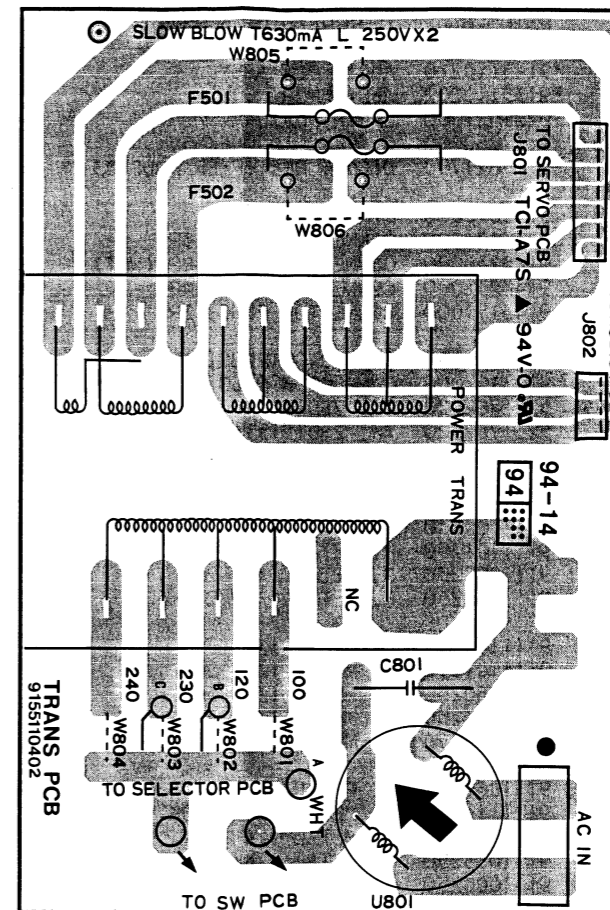 SLOW BLOW T630mA L 250VX2
W805
F501
F502
W806
TO SERVO PCB
J801
TCI-A7S ▲ 94V-0
J802
POWER TRANS
94-14
94
NC
C801
240
230
120
100
C
B
A
W804
W803
W802
W801
WHT
TRANS PCB
9155110402
TO SELECTOR PCB
TO SW PCB
U801
AC IN